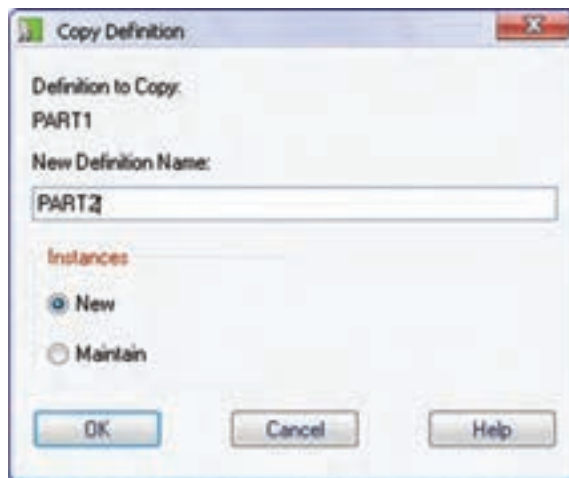 Copy Definition
Definition to Copy:
PART1
New Definition Name:
PART2
Instances
New
Maintain
OK Cancel Help